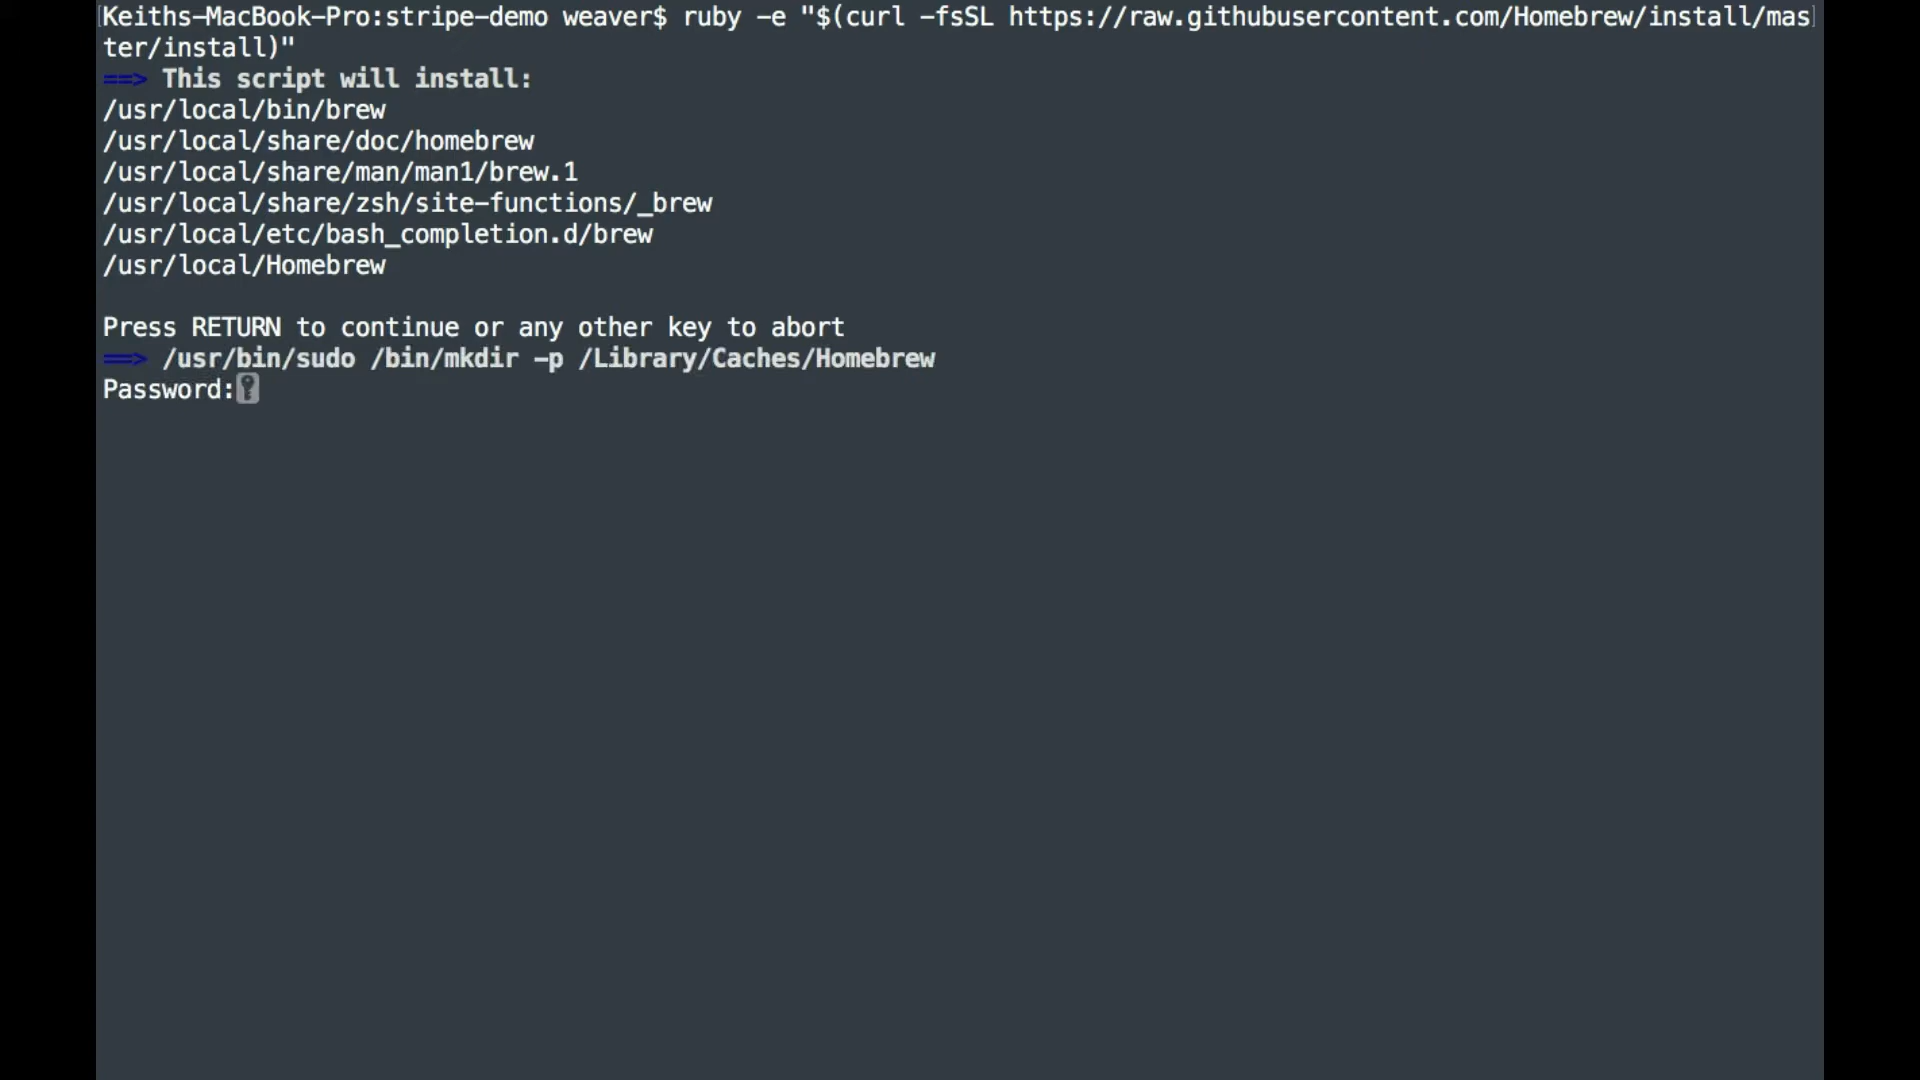 Keiths-MacBook-Pro:stripe-demo weaver$ ruby -e "$(curl -fsSL https://raw.githubusercontent.com/Homebrew/install/mas
ter/install)"
==> This script will install:
/usr/local/bin/brew
/usr/local/share/doc/homebrew
/usr/local/share/man/man1/brew.1
/usr/local/share/zsh/site-functions/_brew
/usr/local/etc/bash_completion.d/brew
/usr/local/Homebrew
Press RETURN to continue or any other key to abort
==> /usr/bin/sudo /bin/mkdir -p /Library/Caches/Homebrew
Password: